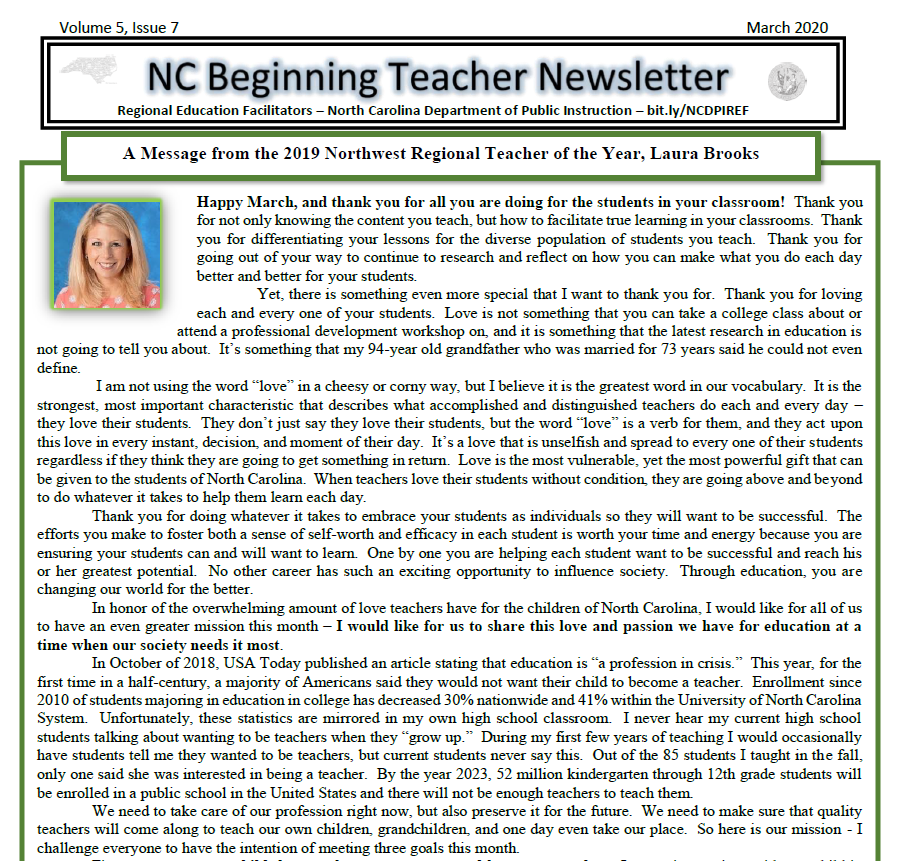 Volume 5, Issue 7 March 2020
NC Beginning Teacher Newsletter
Regional Education Facilitators – North Carolina Department of Public Instruction – bit.ly/NCDPIREF
A Message from the 2019 Northwest Regional Teacher of the Year, Laura Brooks
Happy March, and thank you for all you are doing for the students in your classroom! Thank you
for not only knowing the content you teach, but how to facilitate true learning in your classrooms. Thank
you for differentiating your lessons for the diverse population of students you teach. Thank you for
going out of your way to continue to research and reflect on how you can make what you do each day
better and better for your students.
Yet, there is something even more special that I want to thank you for. Thank you for loving
each and every one of your students. Love is not something that you can take a college class about or
attend a professional development workshop on, and it is something that the latest research in education is
not going to tell you about. It's something that my 94-year old grandfather who was married for 73 years said he could not even
define.
I am not using the word “love” in a cheesy or corny way, but I believe it is the greatest word in our vocabulary. It is the
strongest, most important characteristic that describes what accomplished and distinguished teachers do each and every day –
they love their students. They don't just say they love their students, but the word “love” is a verb for them, and they act upon
this love in every instant, decision, and moment of their day. It's a love that is unselfish and spread to every one of their students
regardless if they think they are going to get something in return. Love is the most vulnerable, yet the most powerful gift that can
be given to the students of North Carolina. When teachers love their students without condition, they are going above and beyond
to do whatever it takes to help them learn each day.
Thank you for doing whatever it takes to embrace your students as individuals so they will want to be successful. The
efforts you make to foster both a sense of self-worth and efficacy in each student is worth your time and energy because you are
ensuring your students can and will want to learn. One by one you are helping each student want to be successful and reach his
or her greatest potential. No other career has such an exciting opportunity to influence society. Through education, you are
changing our world for the better.
In honor of the overwhelming amount of love teachers have for the children of North Carolina, I would like for all of us
to have an even greater mission this month – I would like for us to share this love and passion we have for education at a
time when our society needs it most.
In October of 2018, USA Today published an article stating that education is “a profession in crisis.” This year, for the
first time in a half-century, a majority of Americans said they would not want their child to become a teacher. Enrollment since
2010 of students majoring in education in college has decreased 30% nationwide and 41% within the University of North Carolina
System. Unfortunately, these statistics are mirrored in my own high school classroom. I never hear my current high school
students talking about wanting to be teachers when they “grow up.” During my first few years of teaching I would occasionally
have students tell me they wanted to be teachers, but current students never say this. Out of the 85 students I taught in the fall,
only one said she was interested in being a teacher. By the year 2023, 52 million kindergarten through 12th grade students will
be enrolled in a public school in the United States and there will not be enough teachers to teach them.
We need to take care of our profession right now, but also preserve it for the future. We need to make sure that quality
teachers will come along to teach our own children, grandchildren, and one day even take our place. So here is our mission - I
challenge everyone to have the intention of meeting three goals this month.